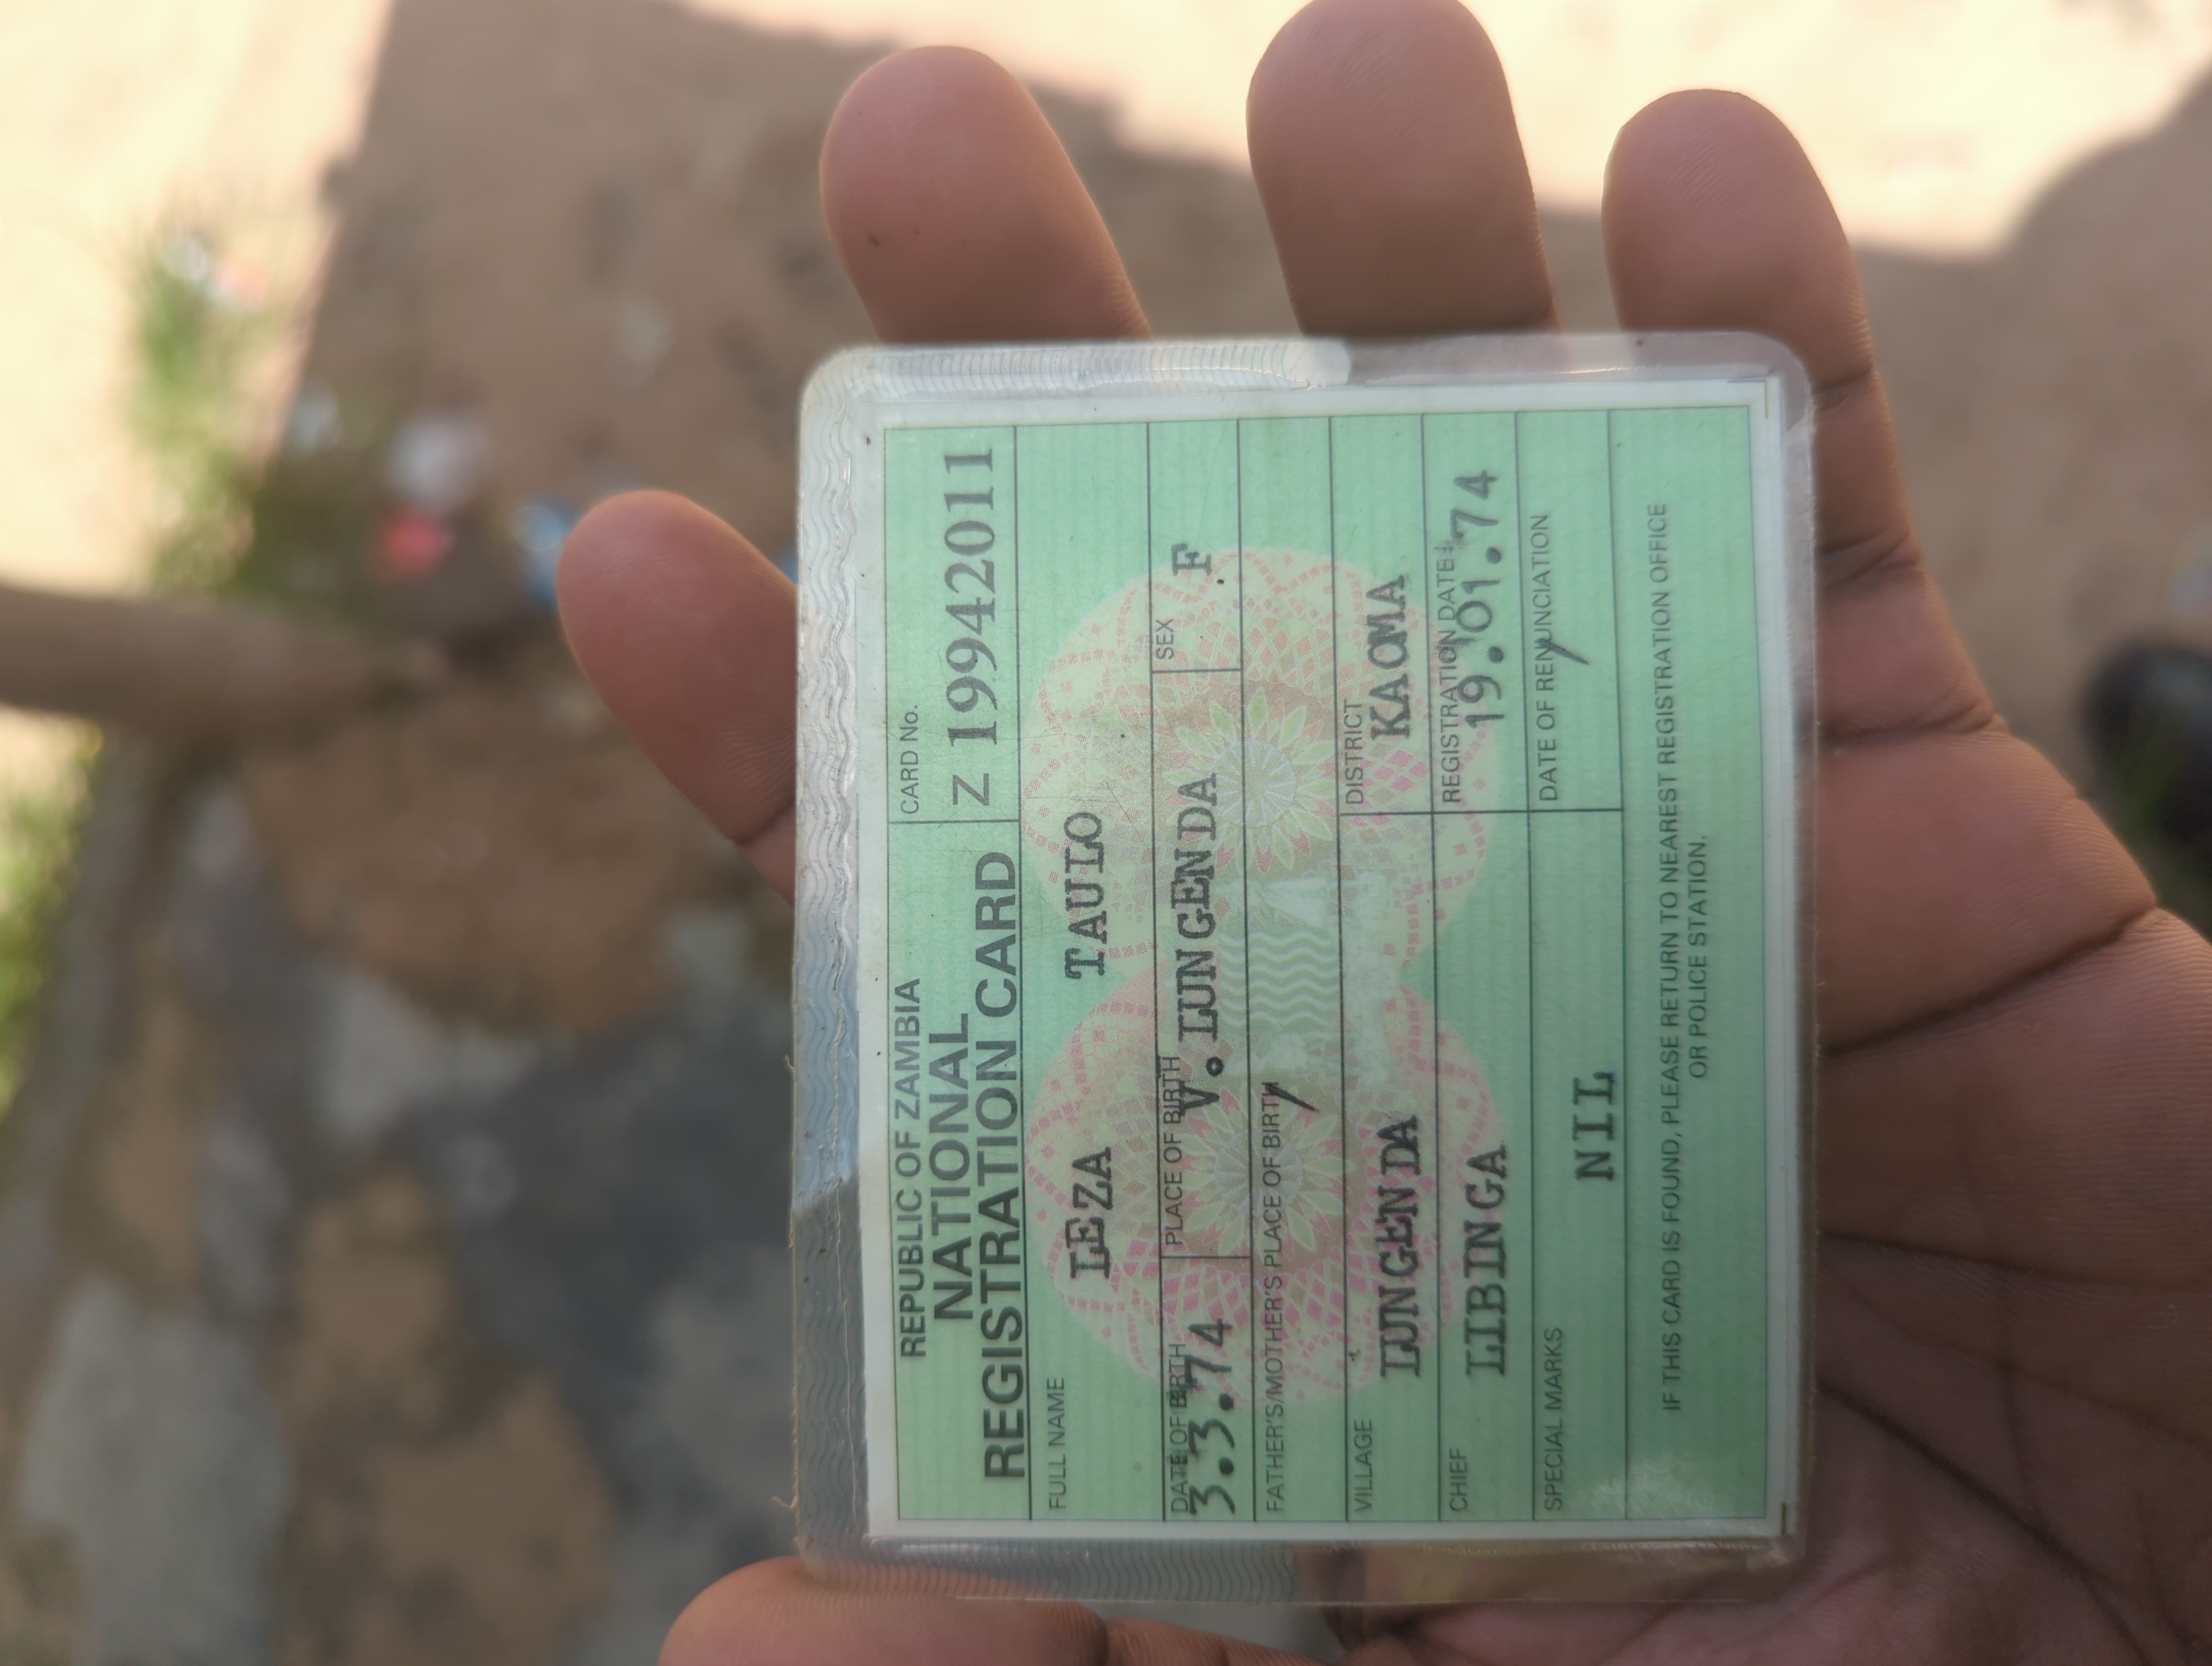 REPUBLIC OF ZAMBIA
NATIONAL
REGISTRATION CARD
CARD No.
Z 19942011
FULL NAME
LEZA TAULO
DATE OF BIRTH
3.3.74
PLACE OF BIRTH
V. LUNGENDA
SEX
F
FATHER'S/MOTHER'S PLACE OF BIRTH
/
VILLAGE
LUNGENDA
DISTRICT
KAOMA
CHIEF
LIBINGA
REGISTRATION DATE
19.01.74
SPECIAL MARKS
NIL
DATE OF RENUNCIATION
/
IF THIS CARD IS FOUND, PLEASE RETURN TO NEAREST REGISTRATION OFFICE
OR POLICE STATION.